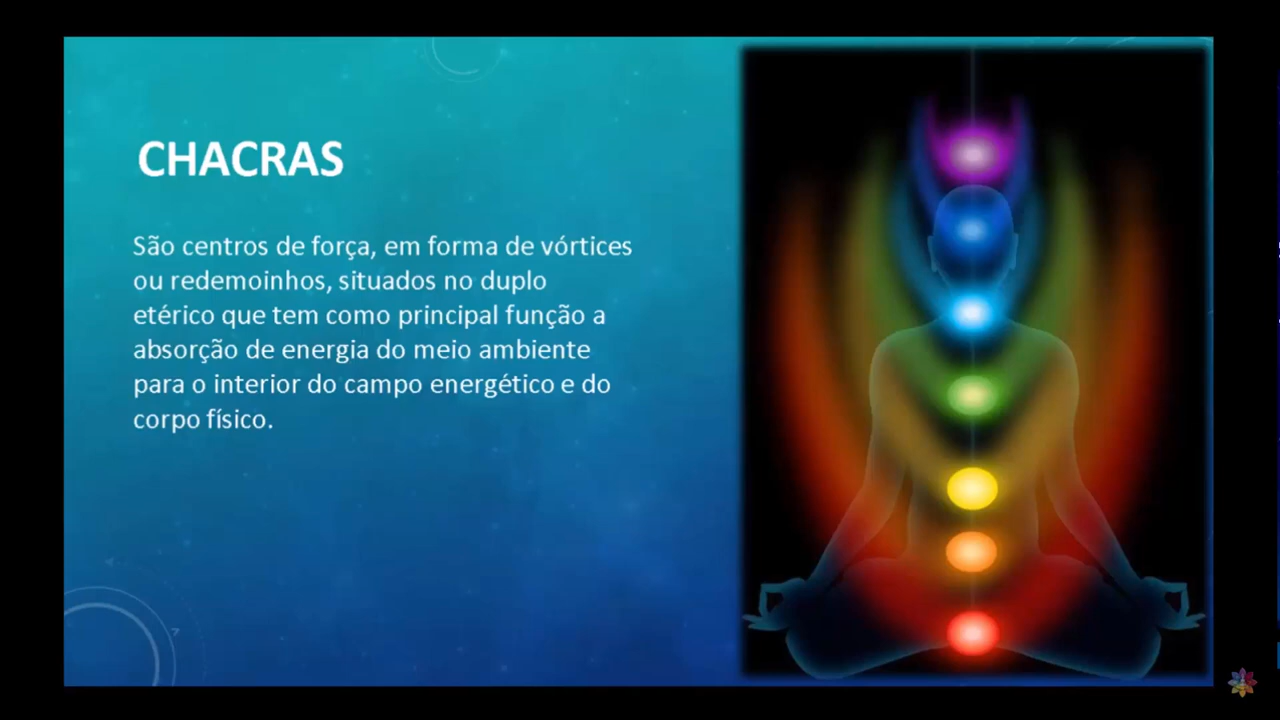 CHACRAS
São centros de força, em forma de vórtices
ou redemoinhos, situados no duplo
etérico que tem como principal função a
absorção de energia do meio ambiente
para o interior do campo energético e do
corpo físico.